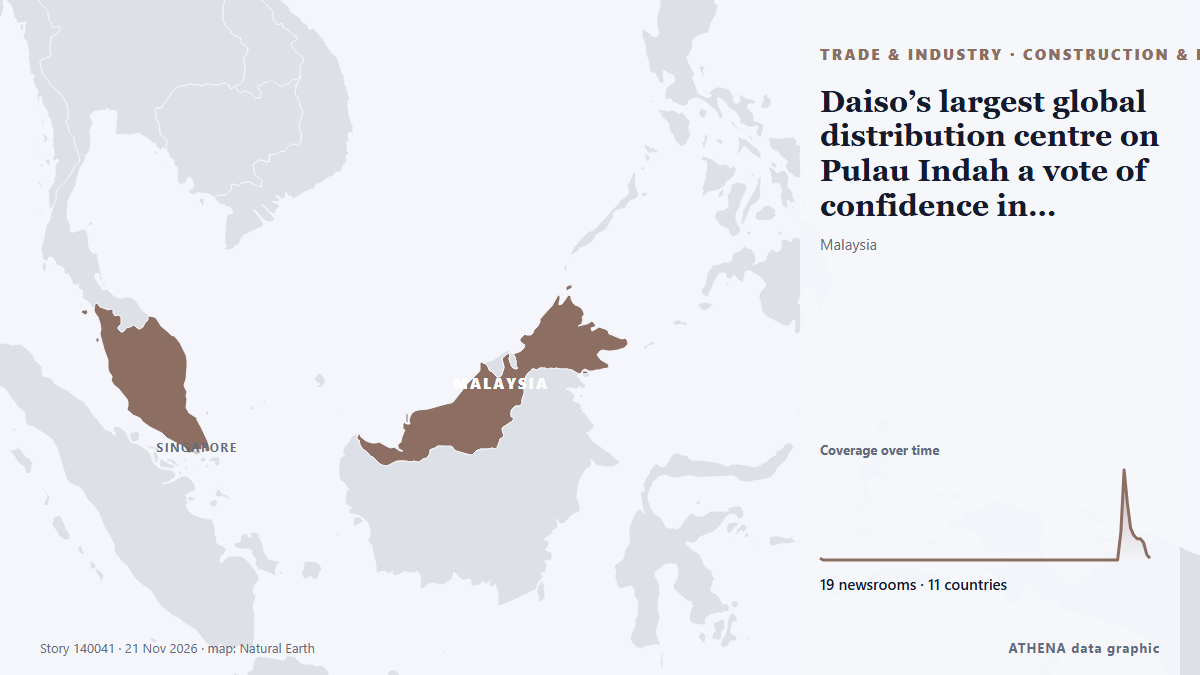 TRADE & INDUSTRY · CONSTRUCTION &
Daiso’s largest global
distribution centre on
Pulau Indah a vote of
confidence in...
Malaysia
MALAYSIA
SINGAPORE
Coverage over time
19 newsrooms · 11 countries
Story 140041 · 21 Nov 2026 · map: Natural Earth
ATHENA data graphic